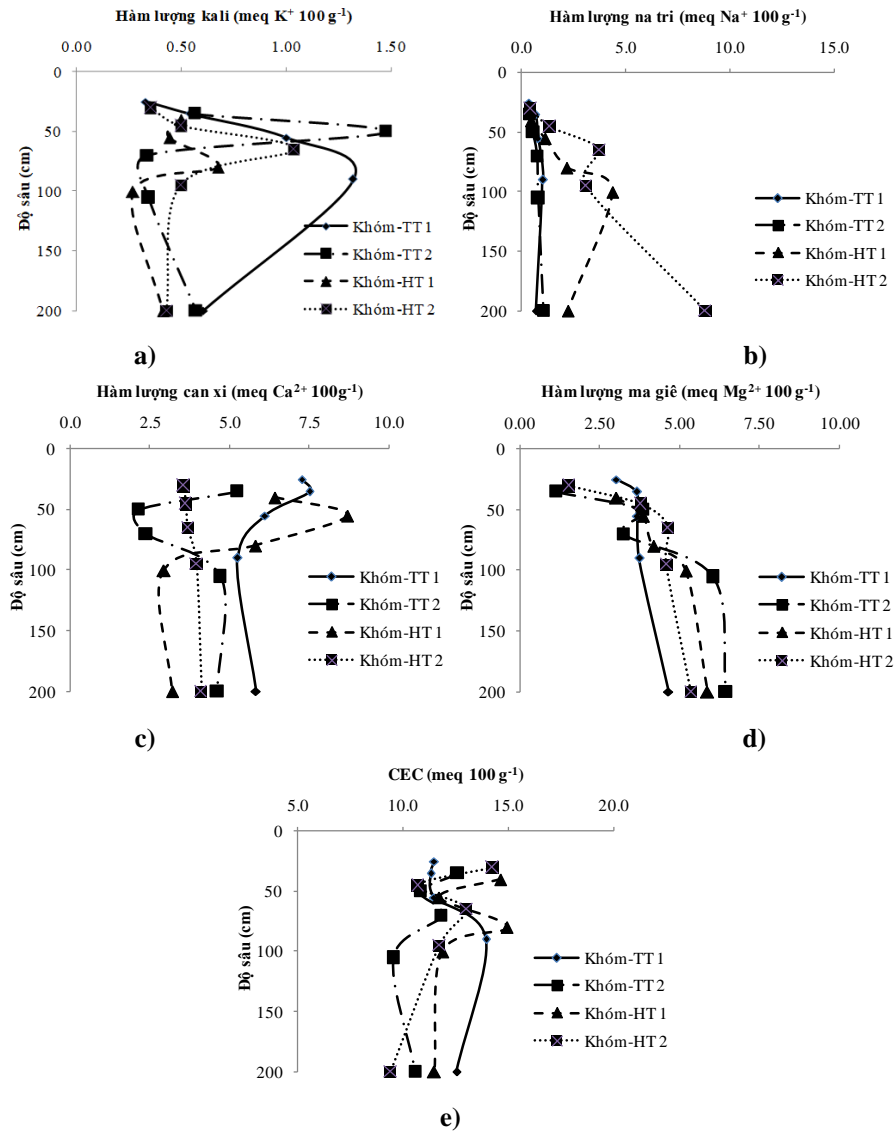 Hàm lượng kali (meq K⁺ 100 g⁻¹)
0.00 0.50 1.00 1.50
0
50
100
150
200
Độ sâu (cm)
Khóm-TT 1
Khóm-TT 2
Khóm-HT 1
Khóm-HT 2
a)
Hàm lượng na tri (meq Na⁺ 100 g⁻¹)
0.0 5.0 10.0 15.0
0
50
100
150
200
Độ sâu (cm)
Khóm-TT 1
Khóm-TT 2
Khóm-HT 1
Khóm-HT 2
b)
Hàm lượng can xi (meq Ca²⁺ 100g⁻¹)
0.0 2.5 5.0 7.5 10.0
0
50
100
150
200
Độ sâu (cm)
Khóm-TT 1
Khóm-TT 2
Khóm-HT 1
Khóm-HT 2
c)
Hàm lượng ma giê (meq Mg²⁺ 100 g⁻¹)
0.00 2.50 5.00 7.50 10.00
0
50
100
150
200
Độ sâu (cm)
Khóm-TT 1
Khóm-TT 2
Khóm-HT 1
Khóm-HT 2
d)
CEC (meq 100 g⁻¹)
5.0 10.0 15.0 20.0
0
50
100
150
200
Độ sâu (cm)
Khóm-TT 1
Khóm-TT 2
Khóm-HT 1
Khóm-HT 2
e)